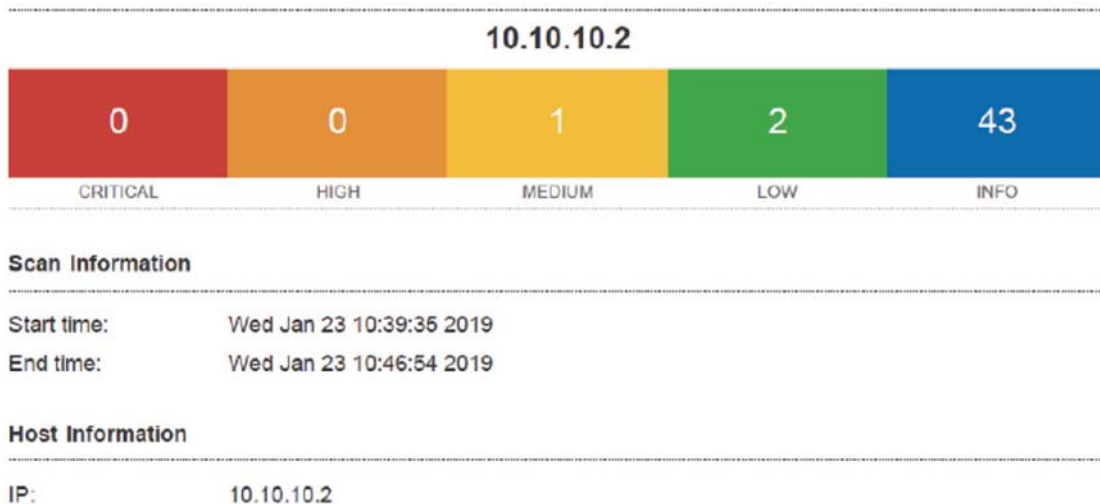 10.10.10.2
0 0 1 2 43
CRITICAL HIGH MEDIUM LOW INFO
Scan Information
Start time: Wed Jan 23 10:39:35 2019
End time: Wed Jan 23 10:46:54 2019
Host Information
IP: 10.10.10.2